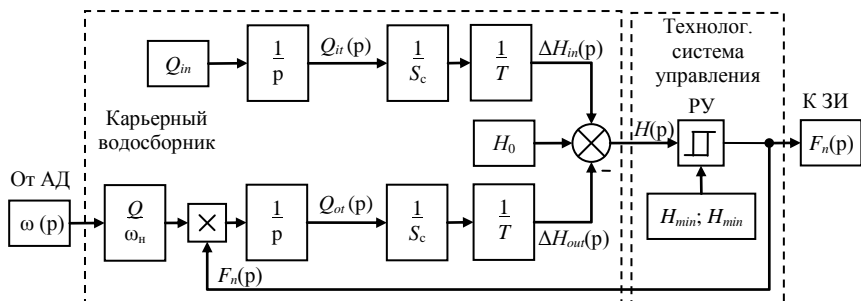 Технолог.
система
управления
Q_in
1
p
Q_it (p)
1
S_c
1
T
ΔH_in(p)
РУ
К ЗИ
Карьерный
водосборник
H_0
H(p)
F_n(p)
От АД
ω (p)
Q
ω_н
×
1
p
Q_ot (p)
1
S_c
1
T
-
ΔH_out(p)
H_min; H_min
F_n(p)